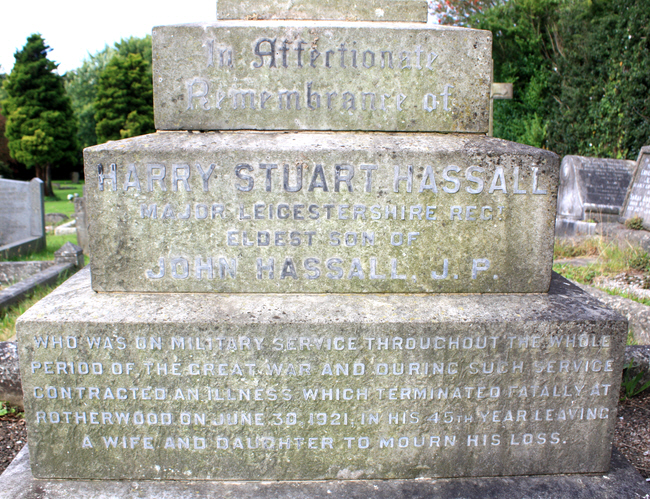 In Affectionate
Remembrance of
HARRY STUART HASSALL
MAJOR LEICESTERSHIRE REGT
ELDEST SON OF
JOHN HASSALL, J. P.
WHO WAS ON MILITARY SERVICE THROUGHOUT THE WHOLE
PERIOD OF THE GREAT WAR AND DURING SUCH SERVICE
CONTRACTED AN ILLNESS WHICH TERMINATED FATALLY AT
ROTHERWOOD ON JUNE 30, 1921, IN HIS 45TH YEAR LEAVING
A WIFE AND DAUGHTER TO MOURN HIS LOSS.